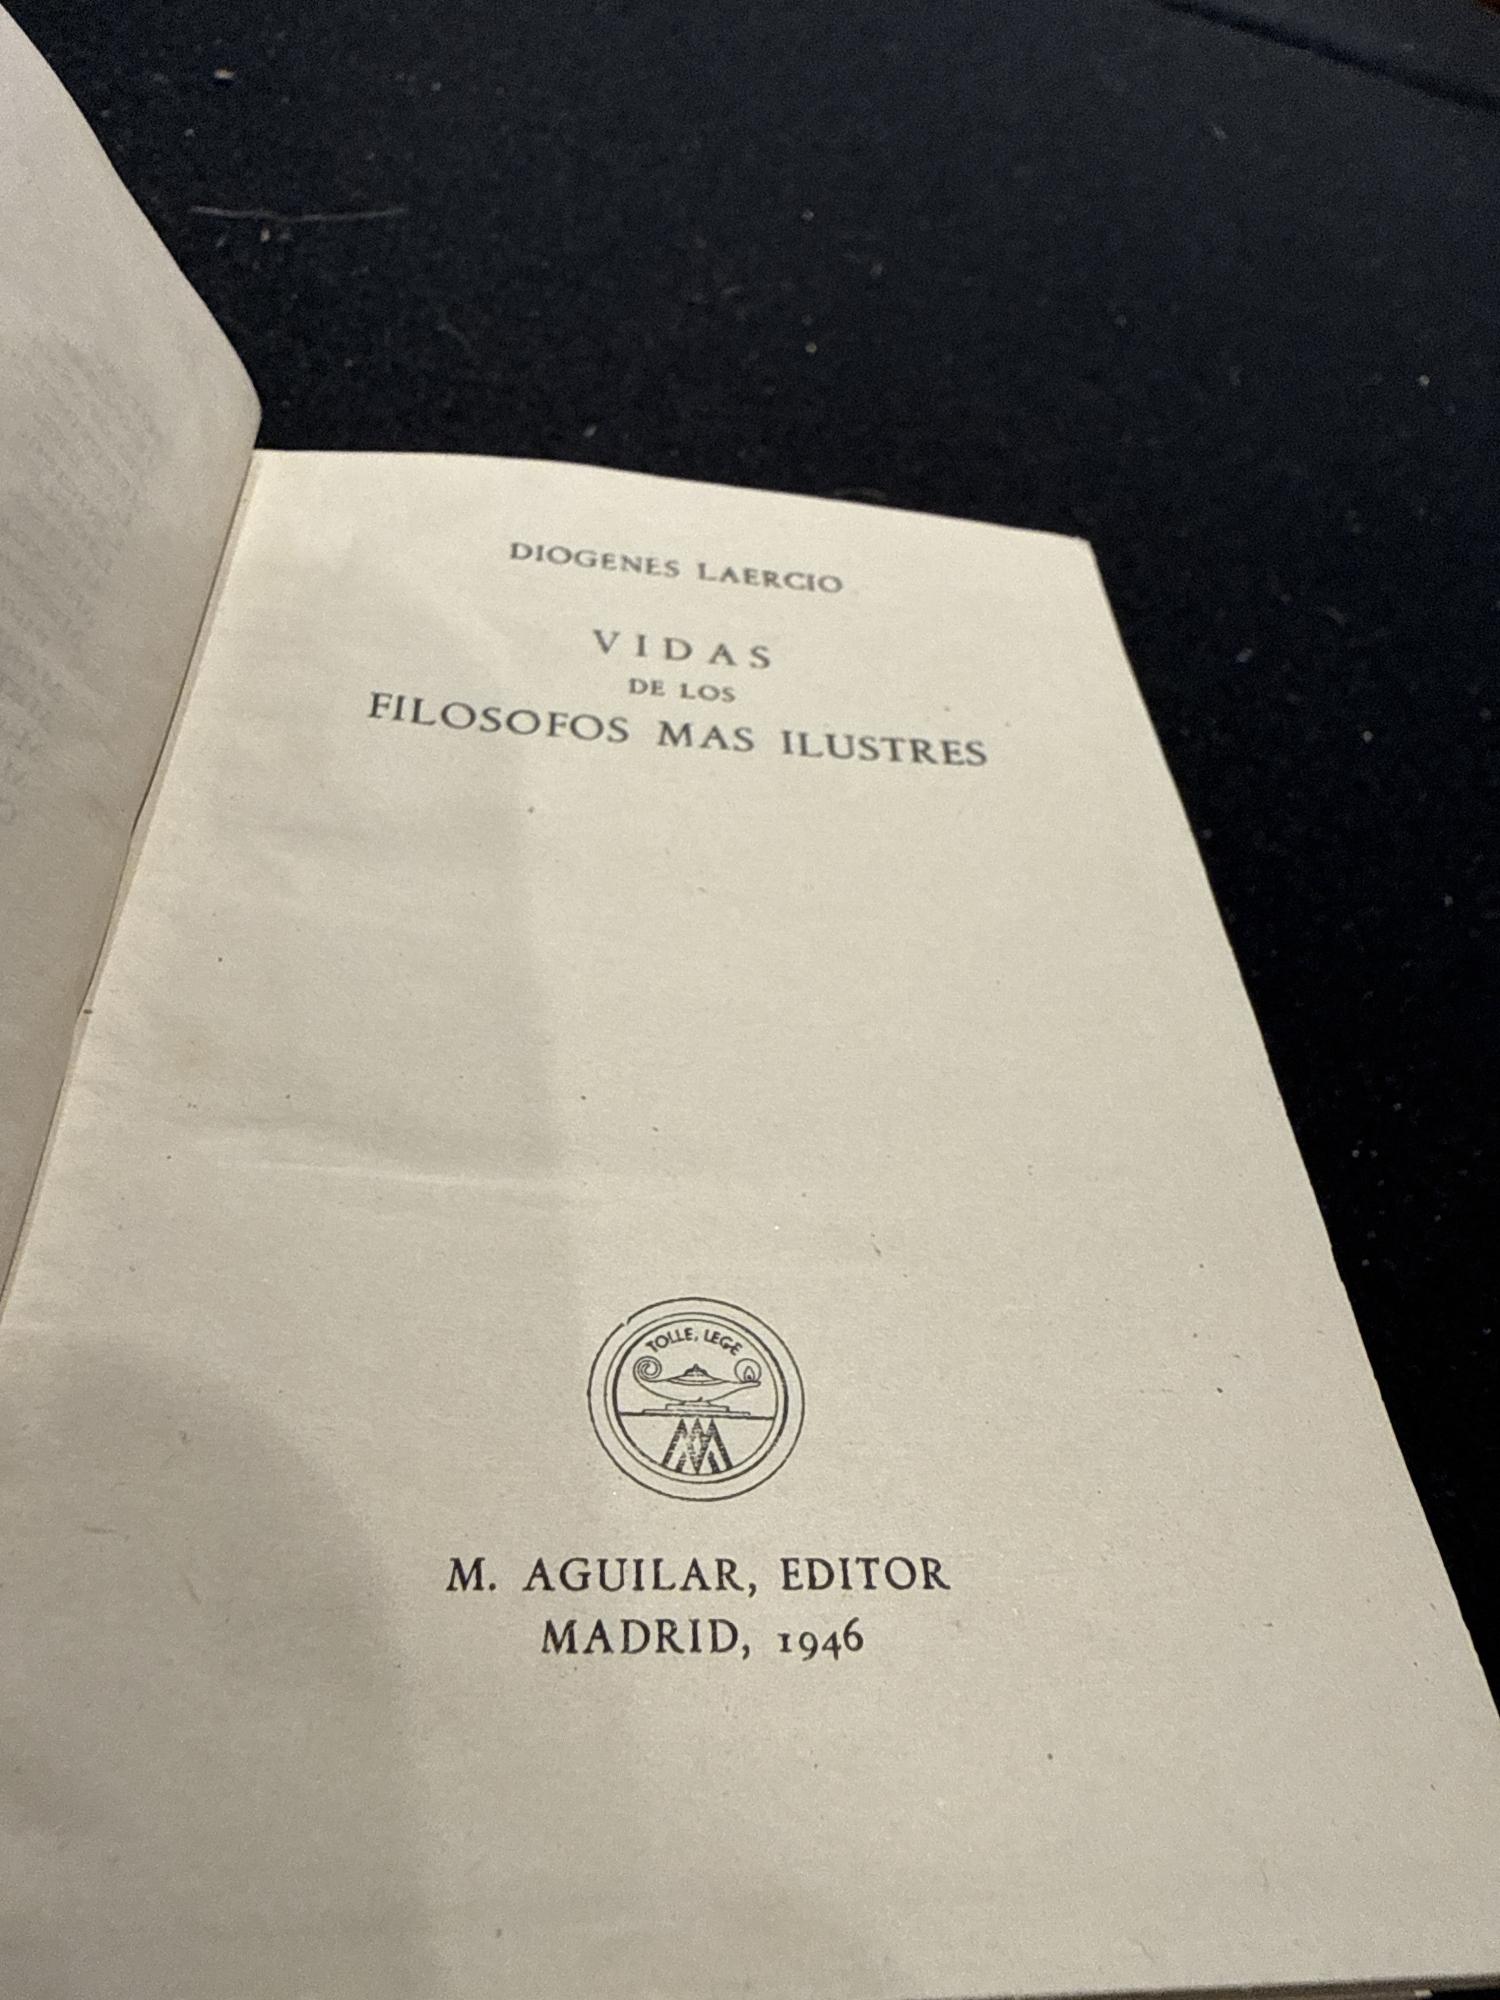 DIOGENES LAERCIO
VIDAS
DE LOS
FILOSOFOS MAS ILUSTRES
TOLLE, LEGE
M. AGUILAR, EDITOR
MADRID, 1946